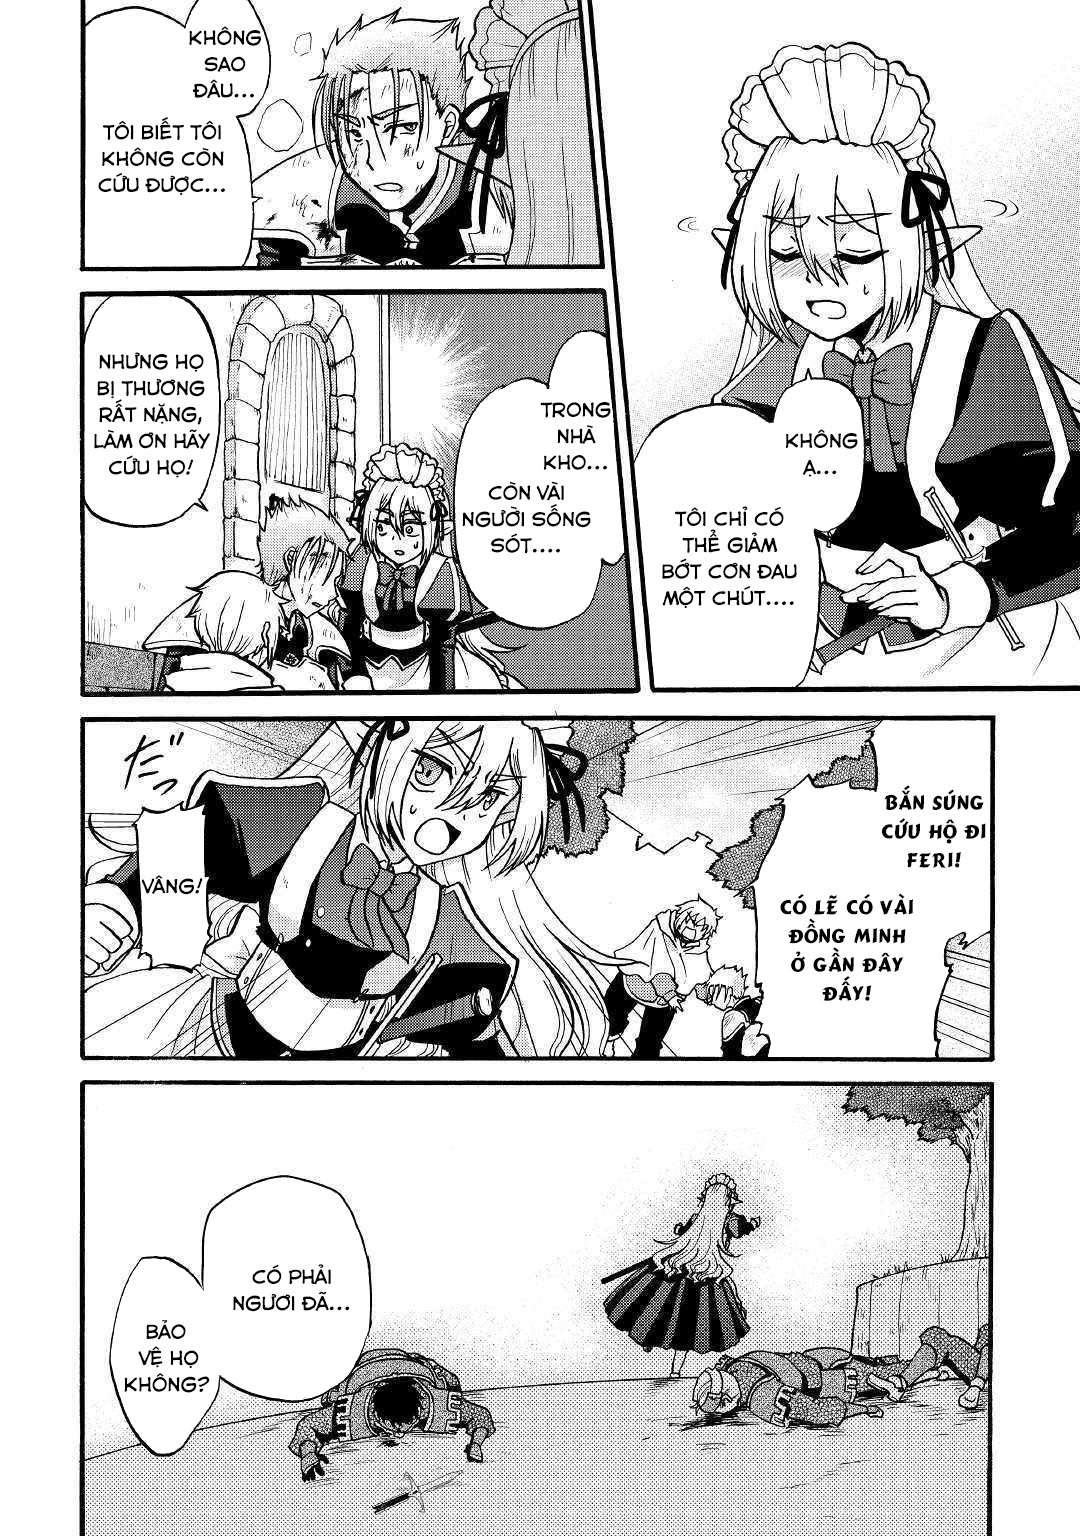 KHÔNG
Ạ...
TÔI CHỈ CÓ
THỂ GIẢM
BỚT CƠN ĐAU
MỘT CHÚT....
KHÔNG
SAO
ĐÂU...
TÔI BIẾT TÔI
KHÔNG CÒN
CỨU ĐƯỢC...
TRONG
NHÀ
KHO...
CÒN VÀI
NGƯỜI SỐNG
SÓT....
NHƯNG HỌ
BỊ THƯƠNG
RẤT NẶNG,
LÀM ƠN HÃY
CỨU HỌ!
BẮN SÚNG
CỨU HỘ ĐI
FERI!
CÓ LẼ CÓ VÀI
ĐỒNG MINH
Ở GẦN ĐÂY
ĐẤY!
だっ
VÂNG!
CÓ PHẢI
NGƯƠI ĐÃ...
BẢO
VỆ HỌ
KHÔNG?